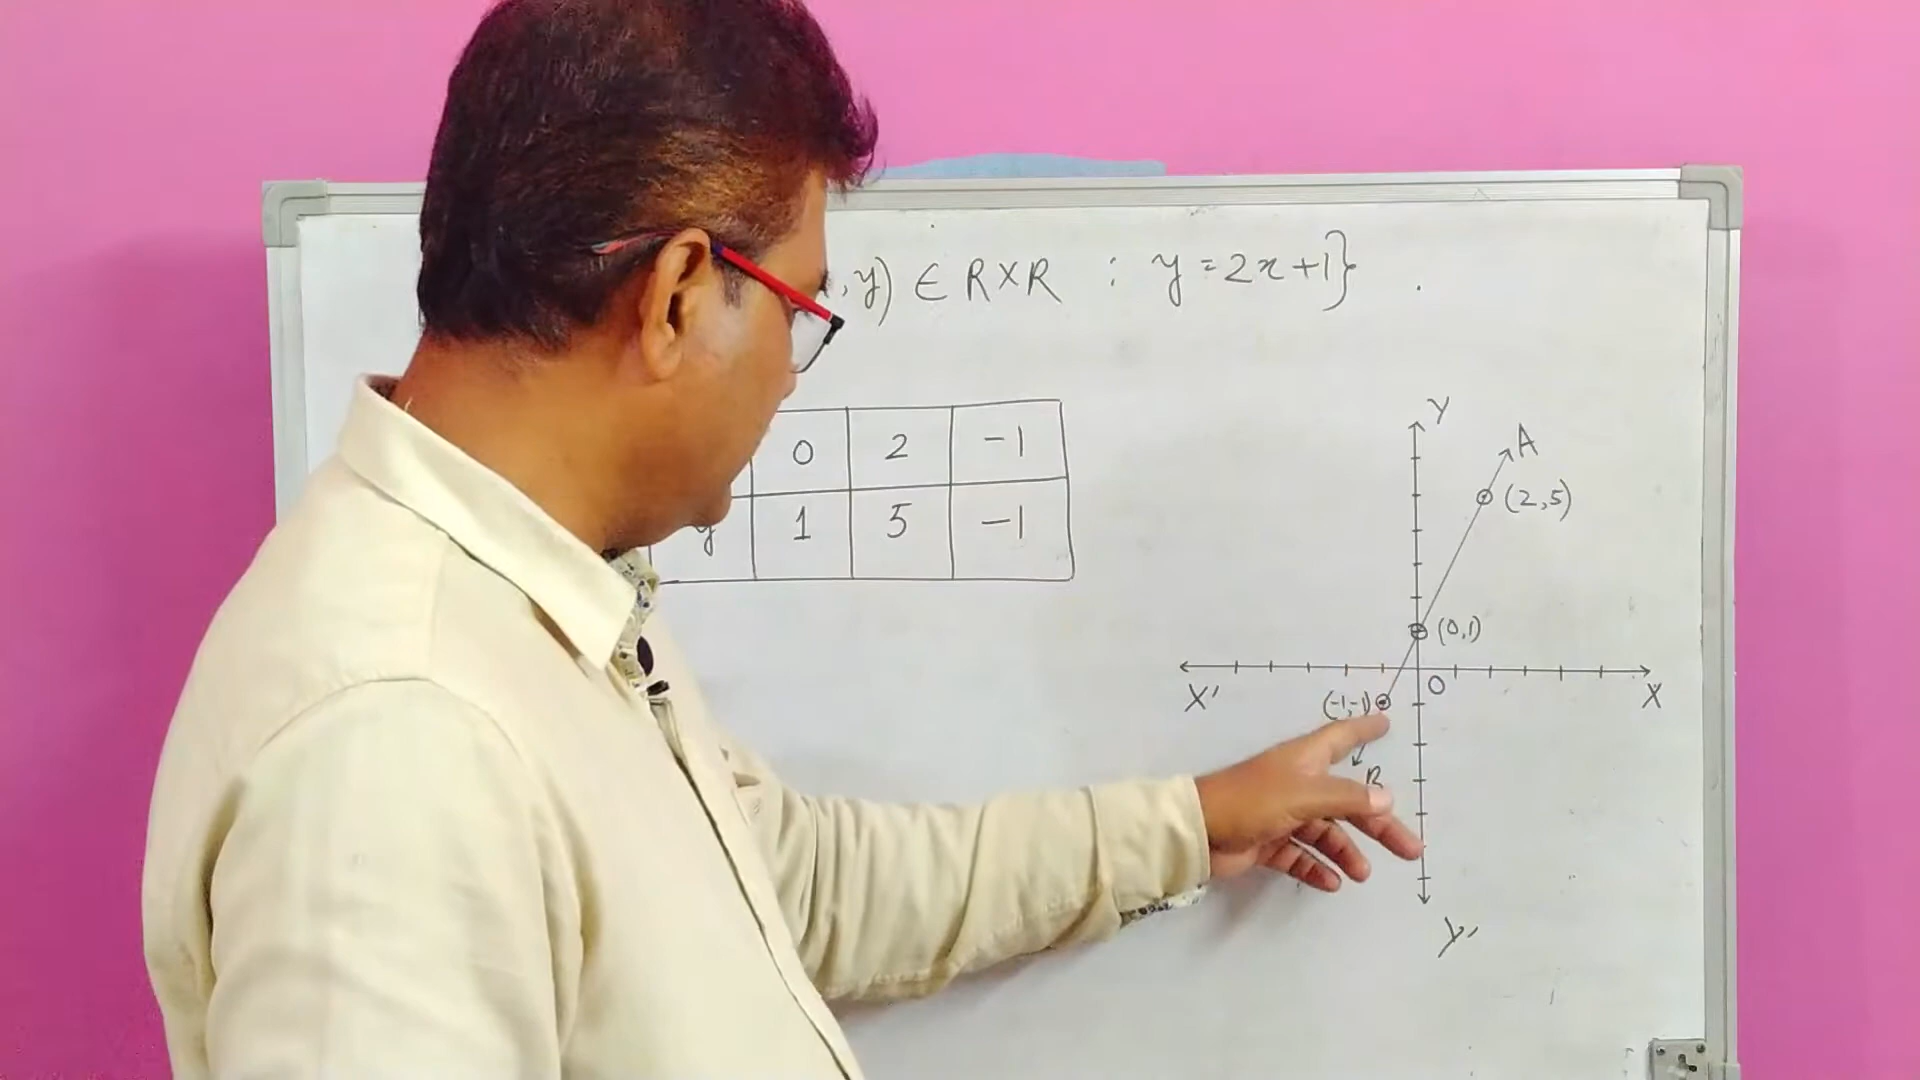 , y) ∈ R×R : y = 2x+1} .
0 2 -1
y 1 5 -1
Y
A
(2,5)
(0,1)
X' O X
(-1,-1)
B
Y'